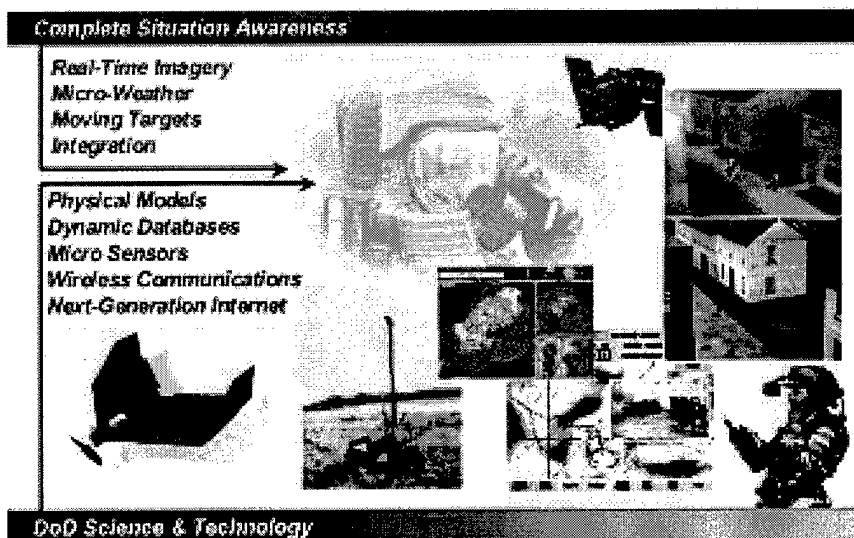 Complete Situation Awareness
Real-Time Imagery
Micro-Weather
Moving Targets
Integration
Physical Models
Dynamic Databases
Micro Sensors
Wireless Communications
Next-Generation Internet
DoD Science & Technology